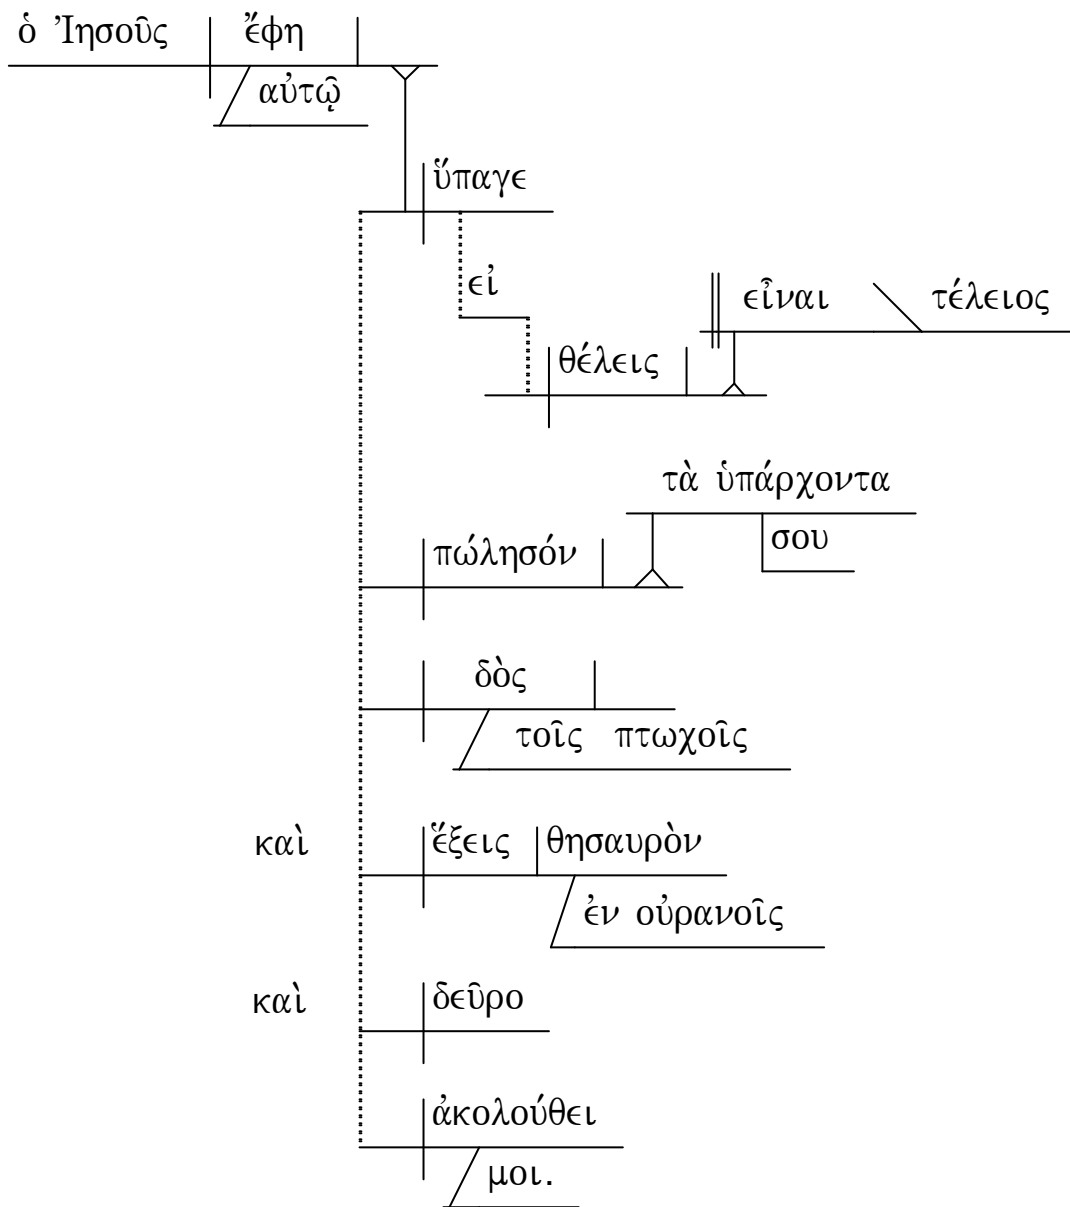 ὁ Ἰησοῦς ἔφη
αὐτῷ
ὕπαγε
εἰ
εἶναι τέλειος
θέλεις
τὰ ὑπάρχοντα
σου
πώλησόν
δὸς
τοῖς πτωχοῖς
καὶ ἕξεις θησαυρὸν
ἐν οὐρανοῖς
καὶ δεῦρο
ἀκολούθει
μοι.